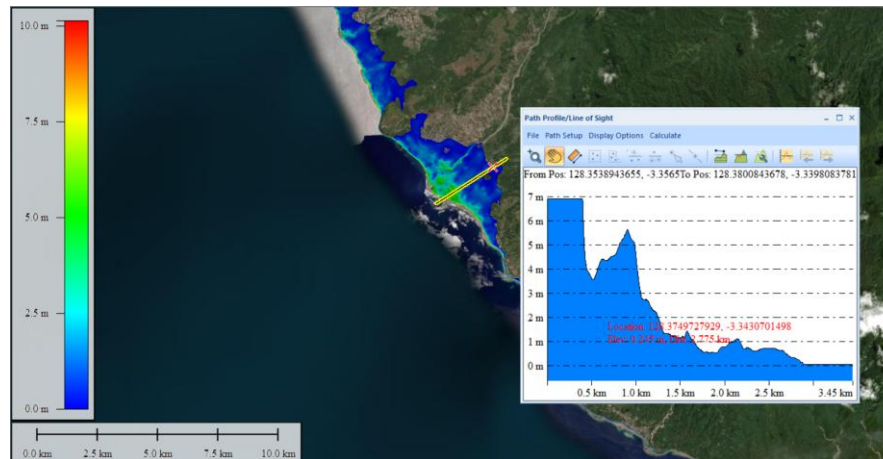 10.0 m
7.5 m
5.0 m
2.5 m
0.0 m
0.0 km 2.5 km 5.0 km 7.5 km 10.0 km
Path Profile/Line of Sight
File Path Setup Display Options Calculate
From Pos: 128.3538943655, -3.3565To Pos: 128.3800843678, -3.3398083781
7 m
6 m
5 m
4 m
3 m
2 m
1 m
0 m
Location: 128.3749727929, -3.3430701498
0.5 km 1.0 km 1.5 km 2.0 km 2.5 km 3.45 km